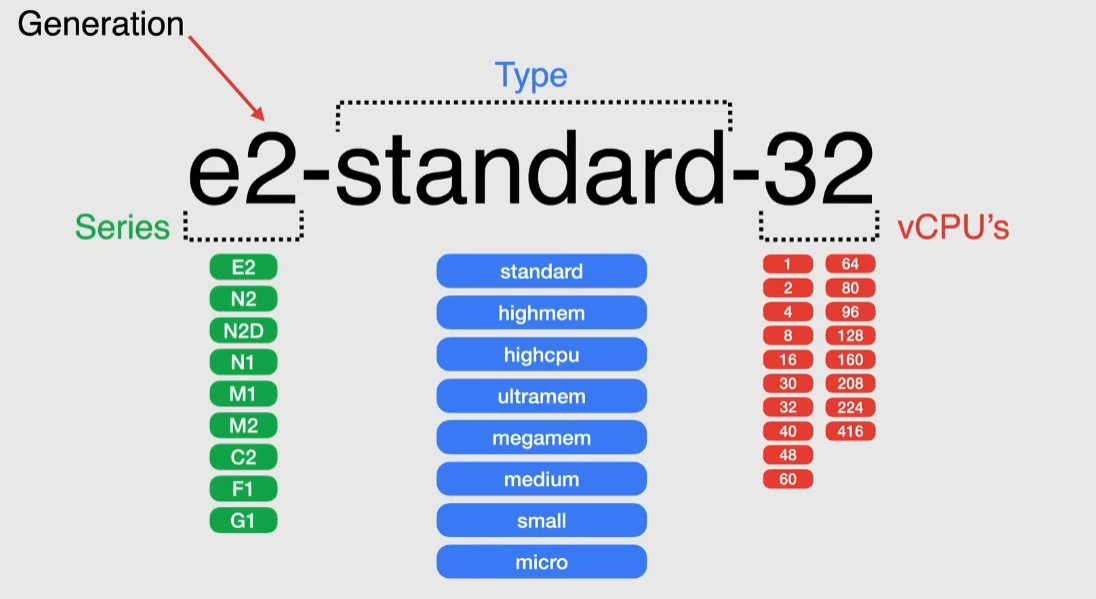 Generation
Type
e2-standard-32
Series
vCPU's
E2
N2
N2D
N1
M1
M2
C2
F1
G1
standard
highmem
highcpu
ultramem
megamem
medium
small
micro
1 64
2 80
4 96
8 128
16 160
30 208
32 224
40 416
48
60